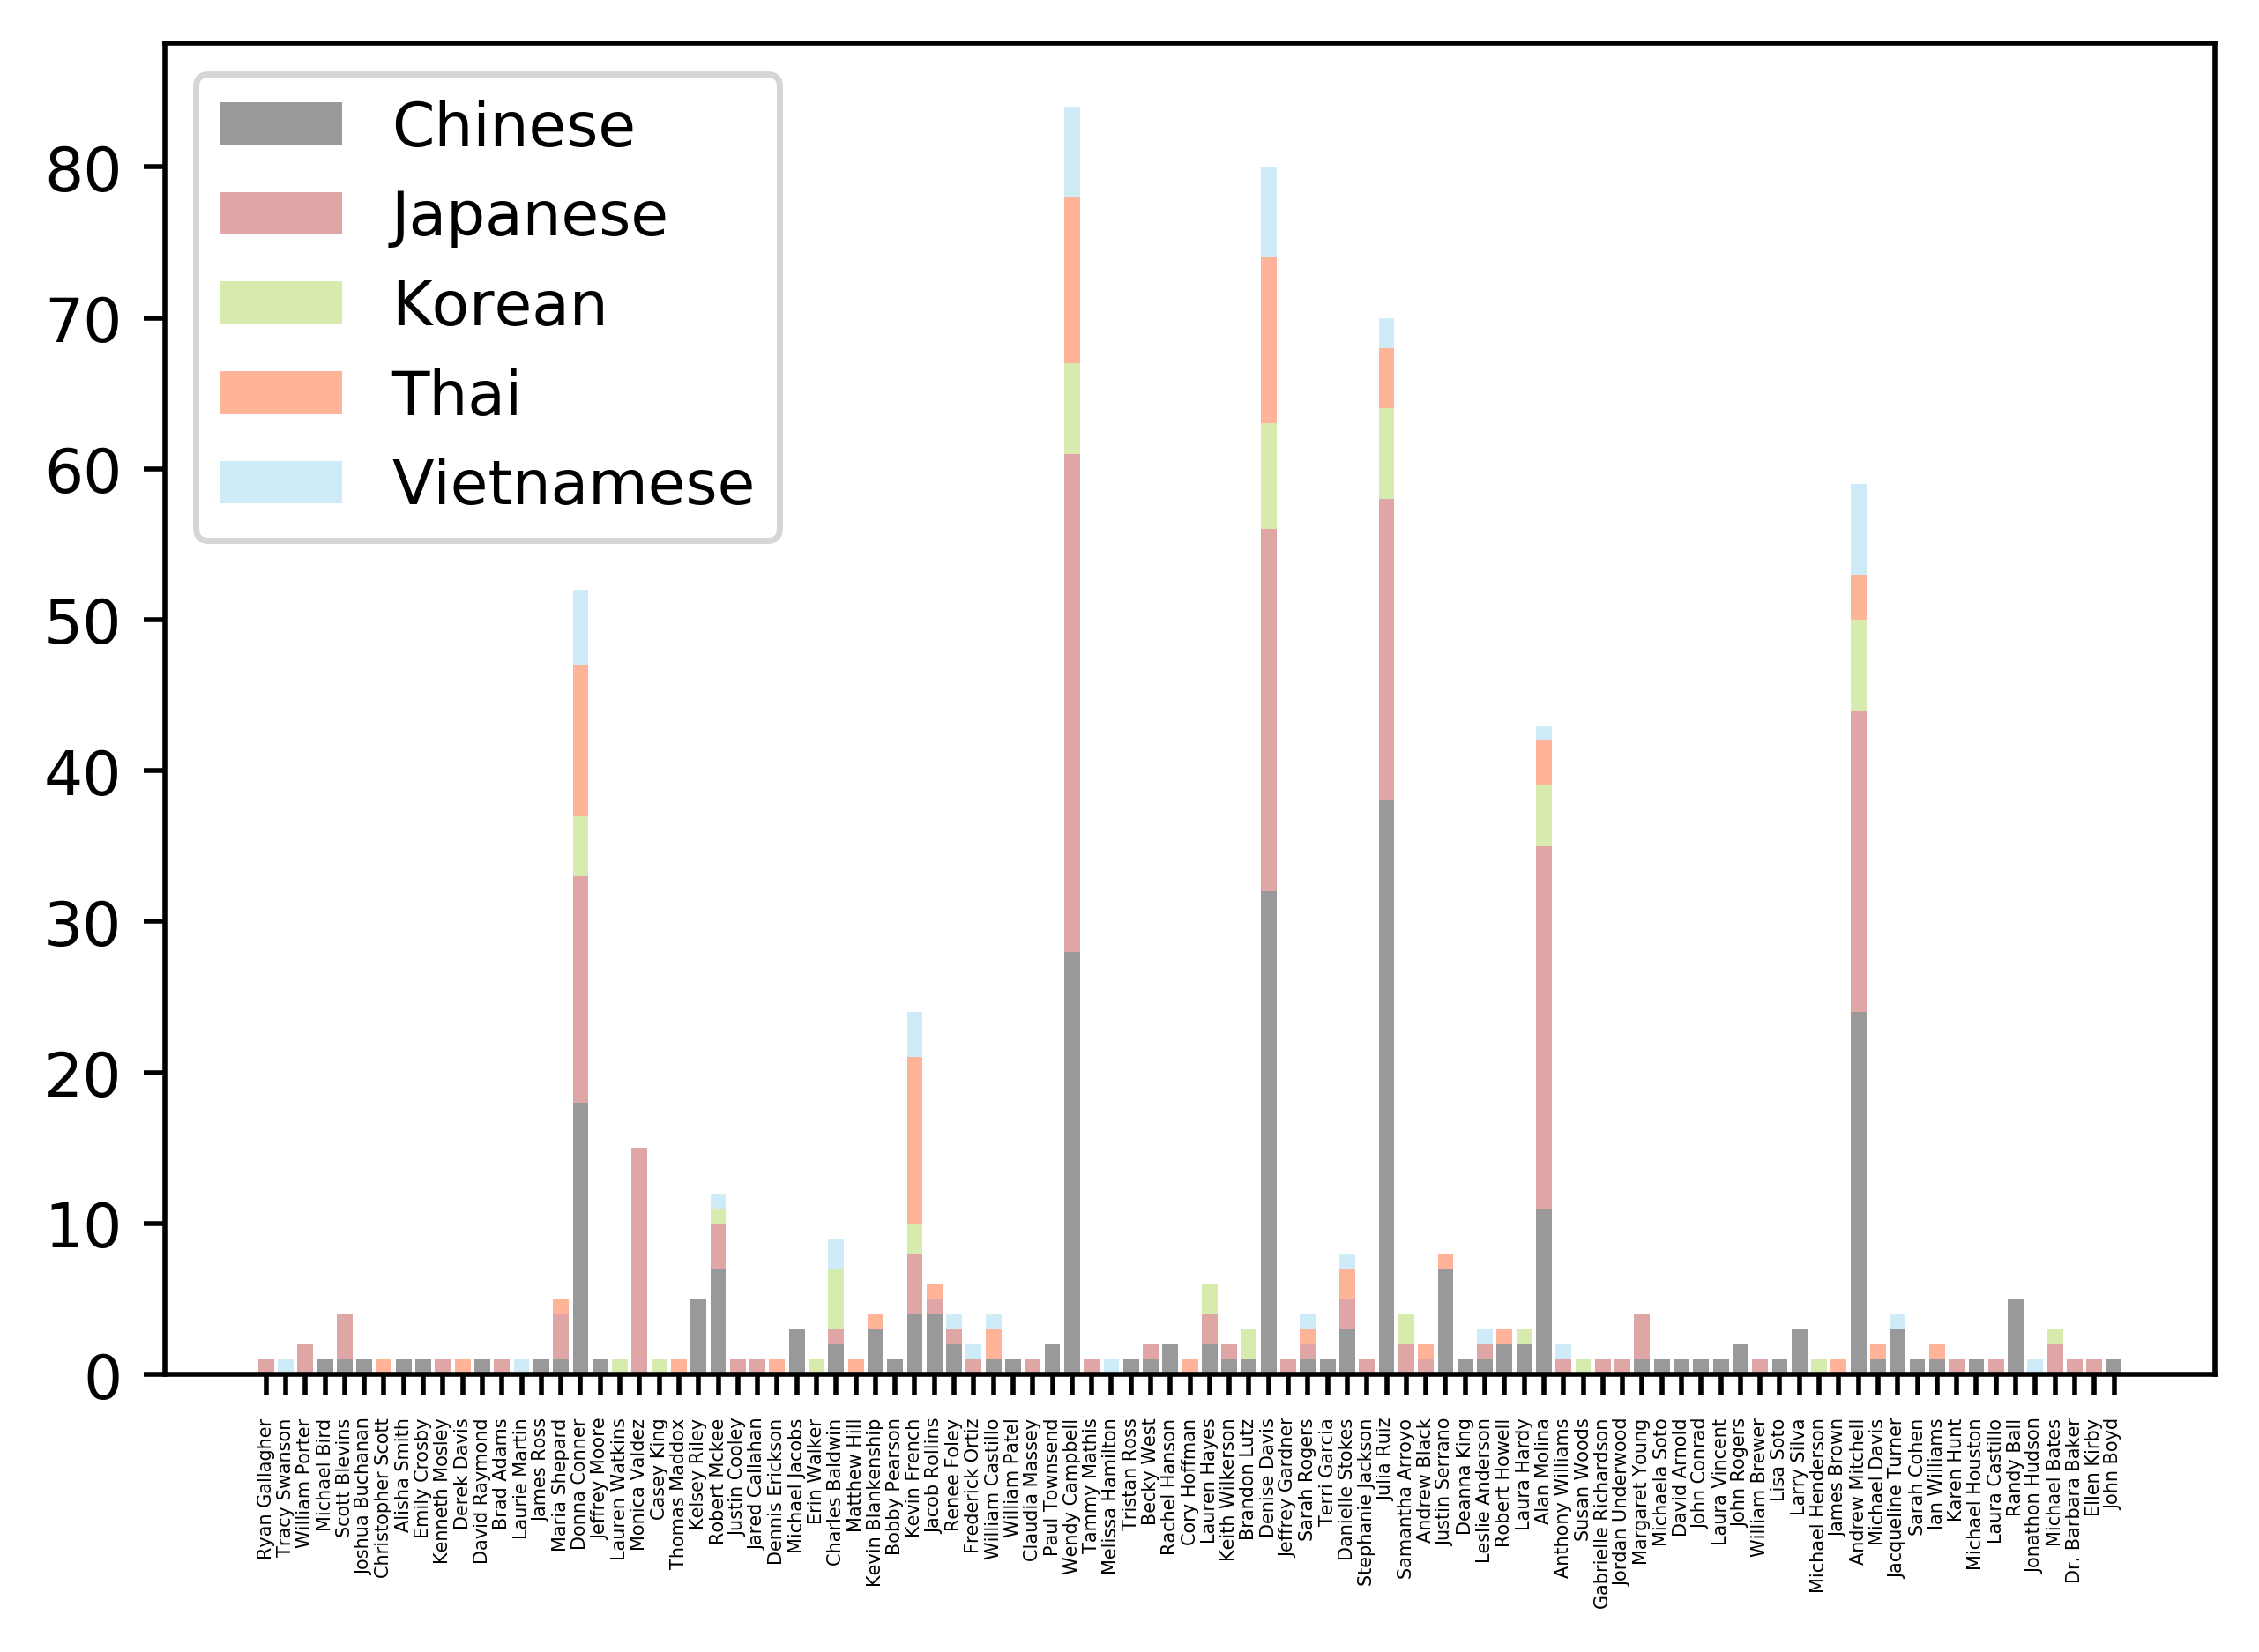 Chinese
Japanese
Korean
Thai
Vietnamese
80
70
60
50
40
30
20
10
0
Ryan Gallagher
Tracy Swanson
William Porter
Michael Bird
Scott Blevins
Joshua Buchanan
Christopher Scott
Alisha Smith
Emily Crosby
Kenneth Mosley
Derek Davis
David Raymond
Brad Adams
Laurie Martin
James Ross
Maria Shepard
Donna Conner
Jeffrey Moore
Lauren Watkins
Monica Valdez
Casey King
Thomas Maddox
Kelsey Riley
Robert Mckee
Justin Cooley
Jared Callahan
Dennis Erickson
Michael Jacobs
Erin Walker
Charles Baldwin
Matthew Hill
Kevin Blankenship
Bobby Pearson
Kevin French
Jacob Rollins
Renee Foley
Frederick Ortiz
William Castillo
William Patel
Claudia Massey
Paul Townsend
Wendy Campbell
Tammy Mathis
Melissa Hamilton
Tristan Ross
Becky West
Rachel Hanson
Cory Hoffman
Lauren Hayes
Keith Wilkerson
Brandon Lutz
Denise Davis
Jeffrey Gardner
Sarah Rogers
Terri Garcia
Danielle Stokes
Stephanie Jackson
Julia Ruiz
Samantha Arroyo
Andrew Black
Justin Serrano
Deanna King
Leslie Anderson
Robert Howell
Laura Hardy
Alan Molina
Anthony Williams
Susan Woods
Gabrielle Richardson
Jordan Underwood
Margaret Young
Michaela Soto
David Arnold
John Conrad
Laura Vincent
John Rogers
William Brewer
Lisa Soto
Larry Silva
Michael Henderson
James Brown
Andrew Mitchell
Michael Davis
Jacqueline Turner
Sarah Cohen
Ian Williams
Karen Hunt
Michael Houston
Laura Castillo
Randy Ball
Jonathon Hudson
Michael Bates
Dr. Barbara Baker
Ellen Kirby
John Boyd